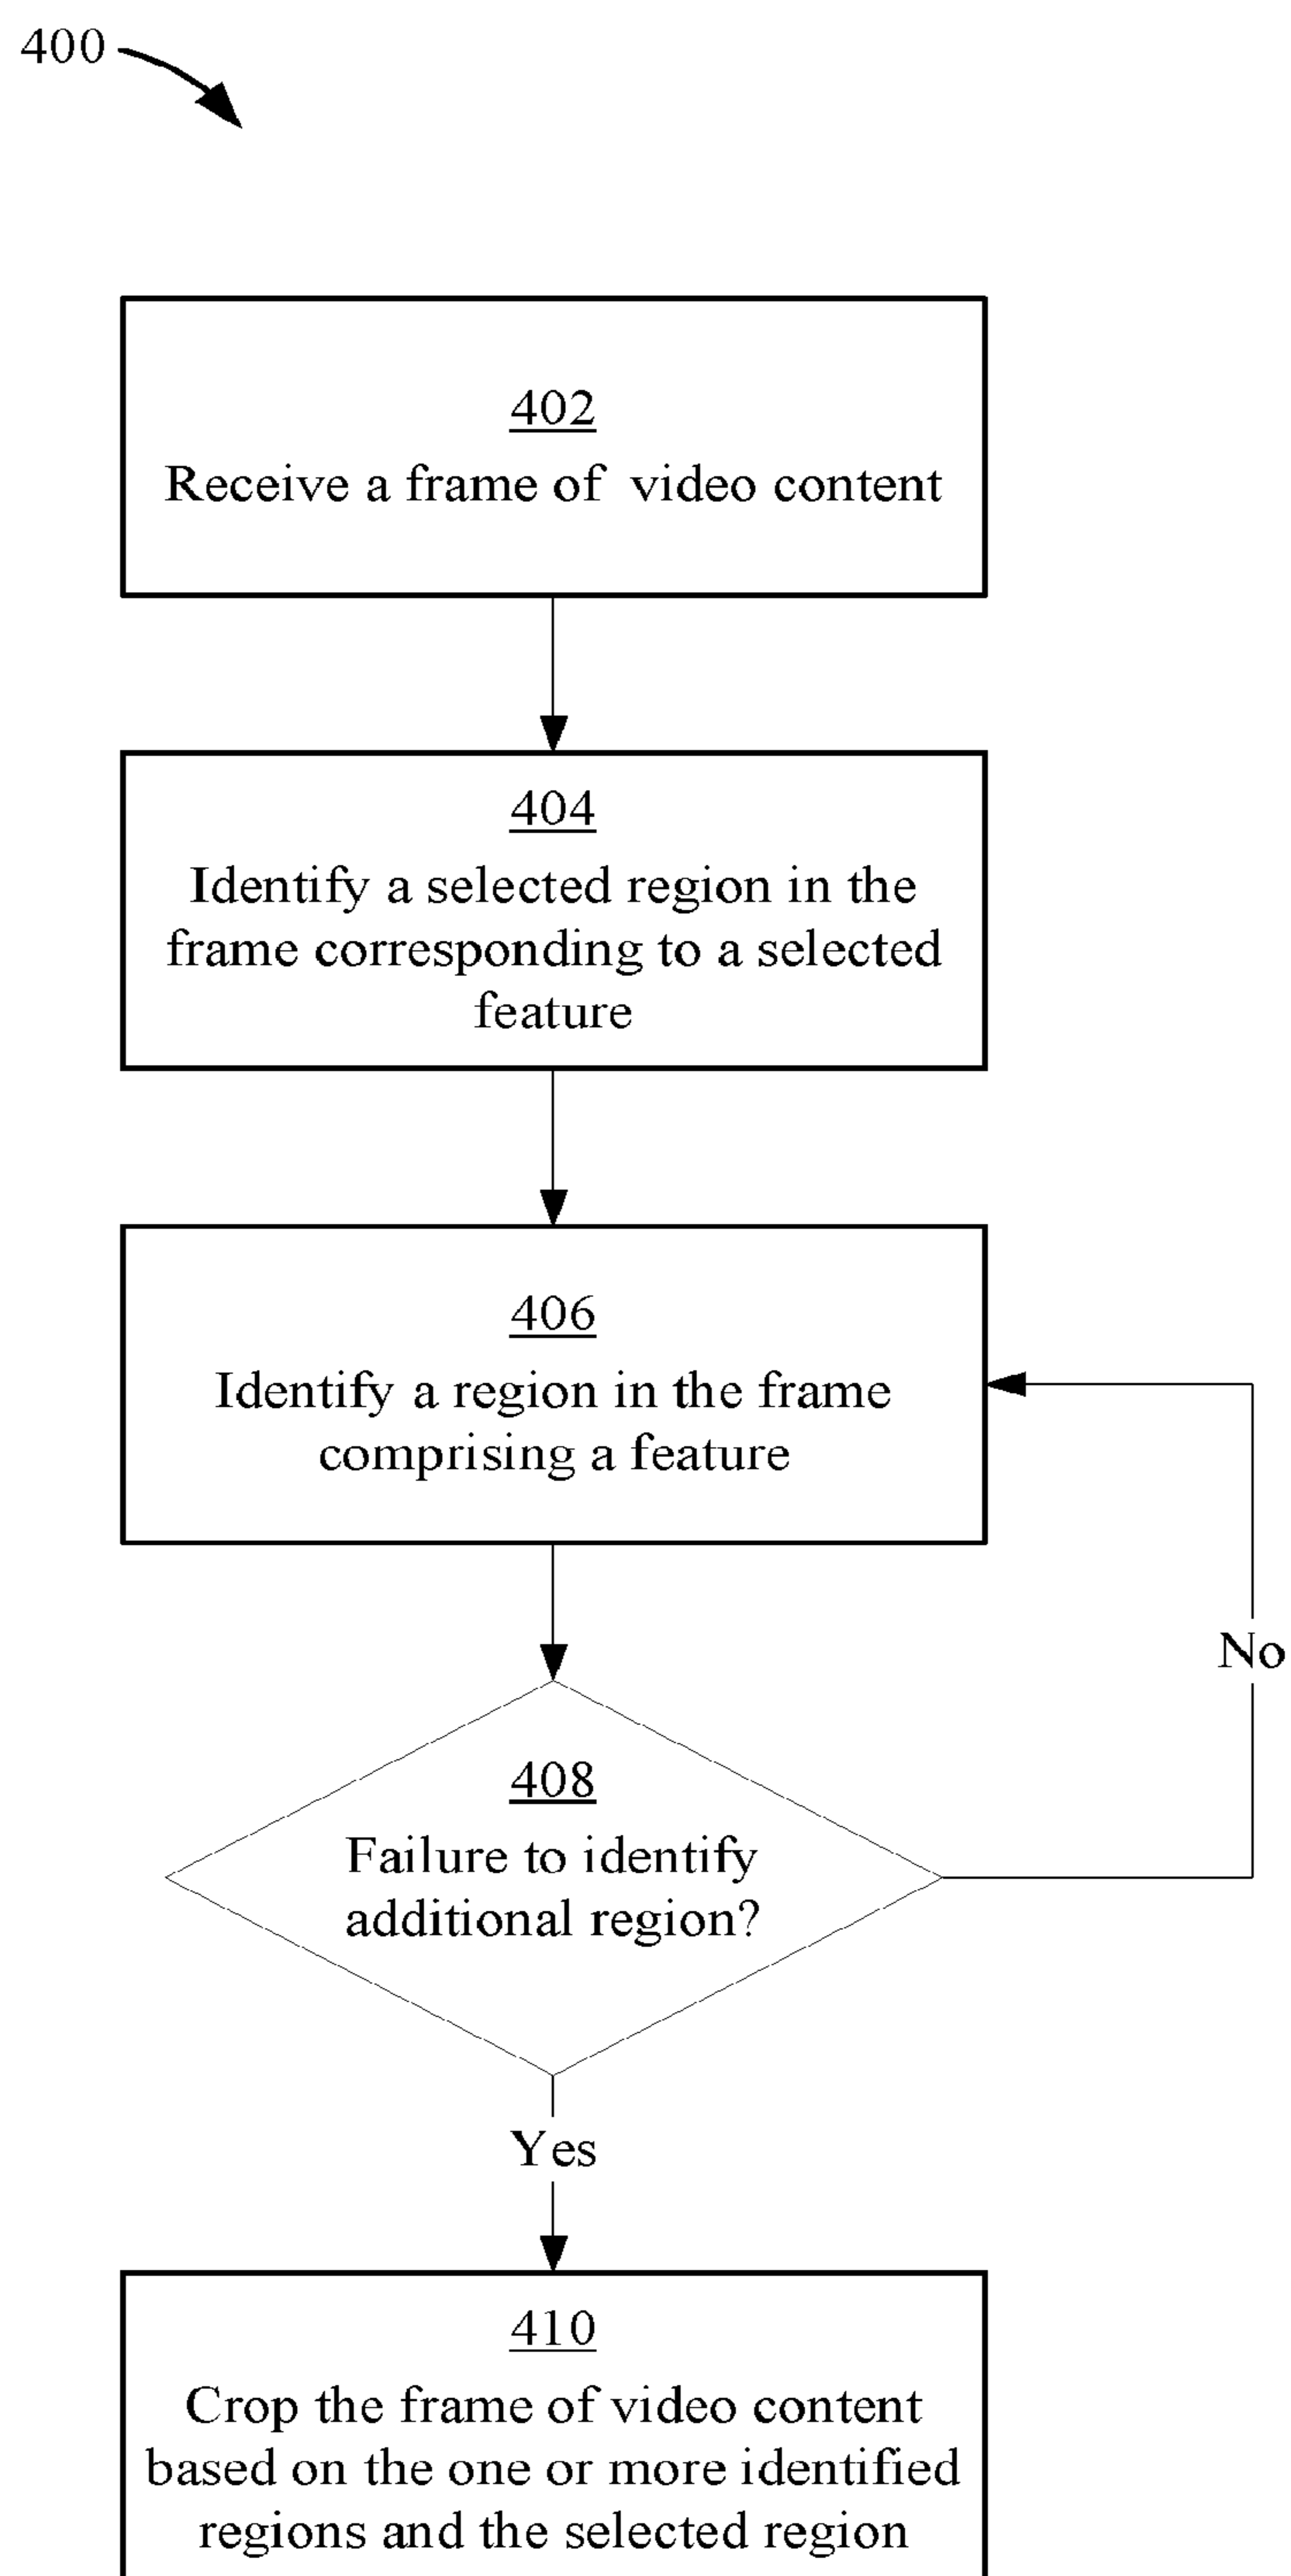 400
402
Receive a frame of video content
404
Identify a selected region in the
frame corresponding to a selected
feature
406
Identify a region in the frame
comprising a feature
No
408
Failure to identify
additional region?
Yes
410
Crop the frame of video content
based on the one or more identified
regions and the selected region